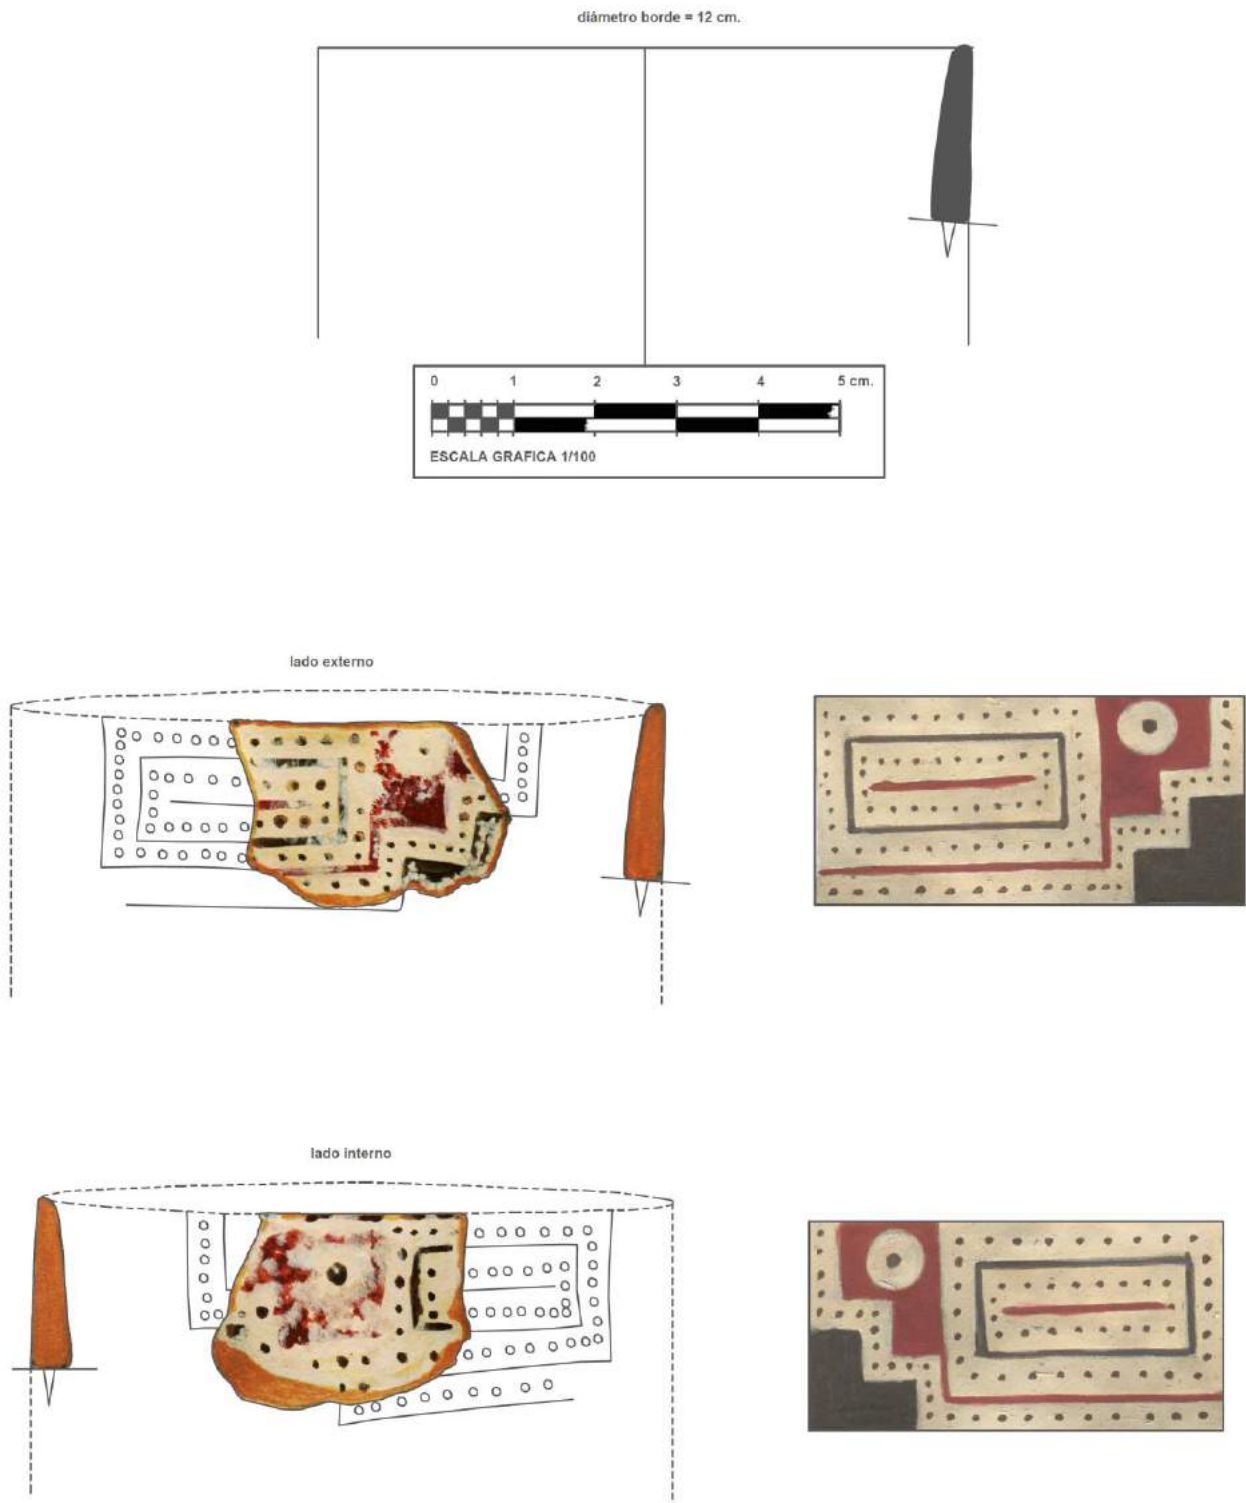 diámetro borde = 12 cm.
0 1 2 3 4 5 cm.
ESCALA GRAFICA 1/100
lado externo
lado interno